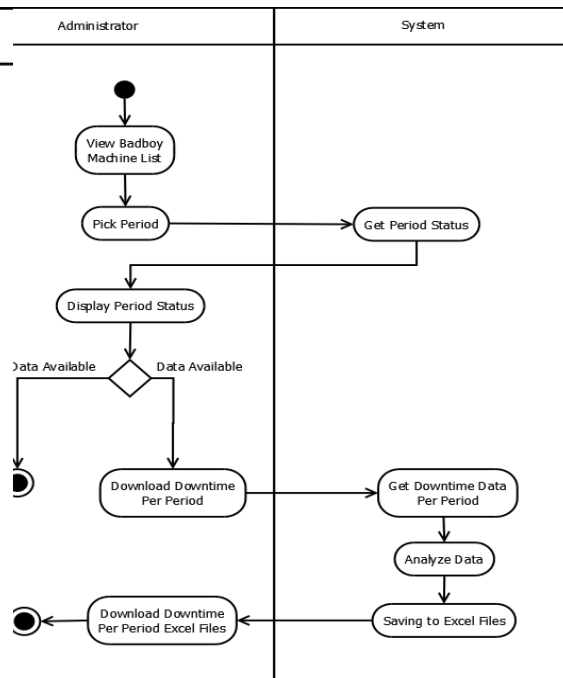 Administrator
System
View Badboy
Machine List
Pick Period
Get Period Status
Display Period Status
Data Available
Data Available
Download Downtime
Per Period
Get Downtime Data
Per Period
Analyze Data
Download Downtime
Per Period Excel Files
Saving to Excel Files